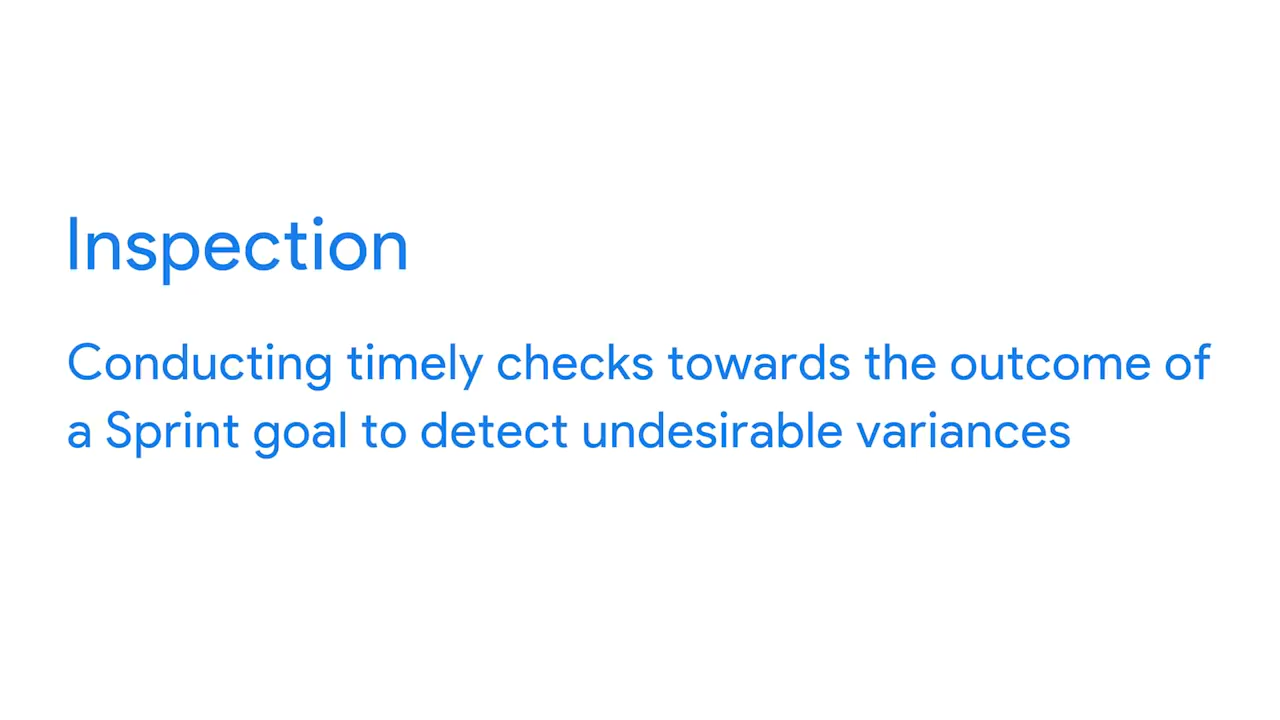 Inspection
Conducting timely checks towards the outcome of
a Sprint goal to detect undesirable variances